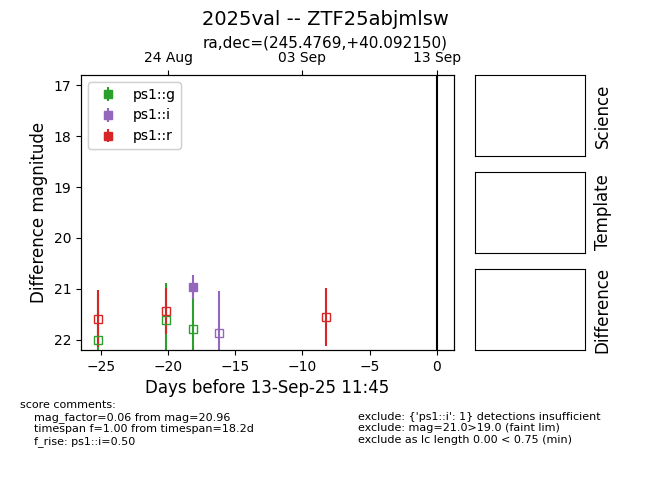 2025val -- ZTF25abjmlsw
ra,dec=(245.4769,+40.092150)
24 Aug 03 Sep 13 Sep
ps1::g
ps1::i
ps1::r
17
18
19
20
21
22
Difference magnitude
−25 −20 −15 −10 −5 0
Days before 13-Sep-25 11:45
Science
Template
Difference
score comments:
mag_factor=0.06 from mag=20.96
timespan f=1.00 from timespan=18.2d
f_rise: ps1::i=0.50
exclude: {'ps1::i': 1} detections insufficient
exclude: mag=21.0>19.0 (faint lim)
exclude as lc length 0.00 < 0.75 (min)